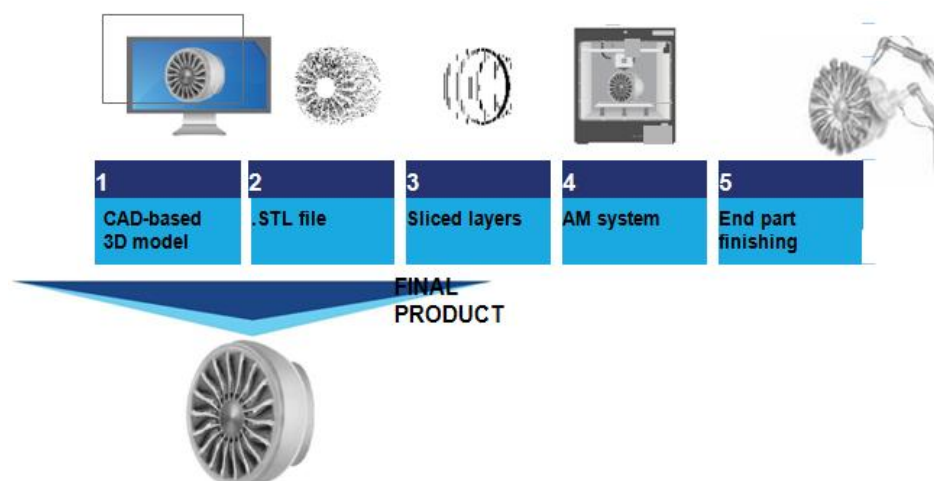 1
CAD-based
3D model
2
.STL file
3
Sliced layers
4
AM system
5
End part
finishing
FINAL
PRODUCT